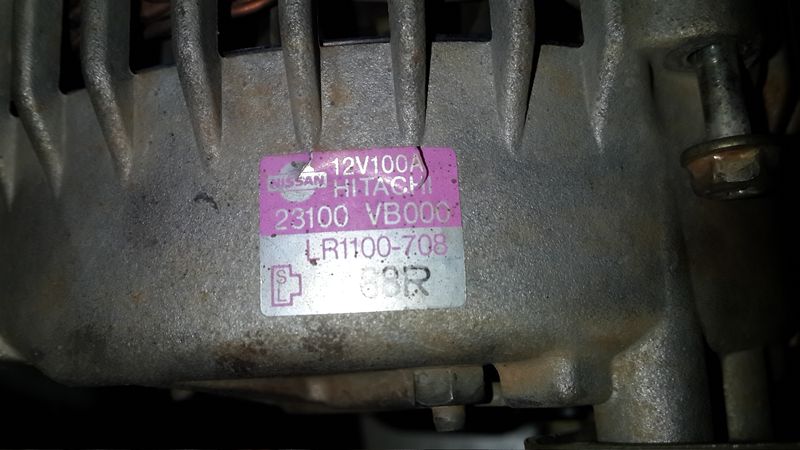 12V100A
NISSAN HITACHI
23100 VB000
LR1100-708
S
L
68R